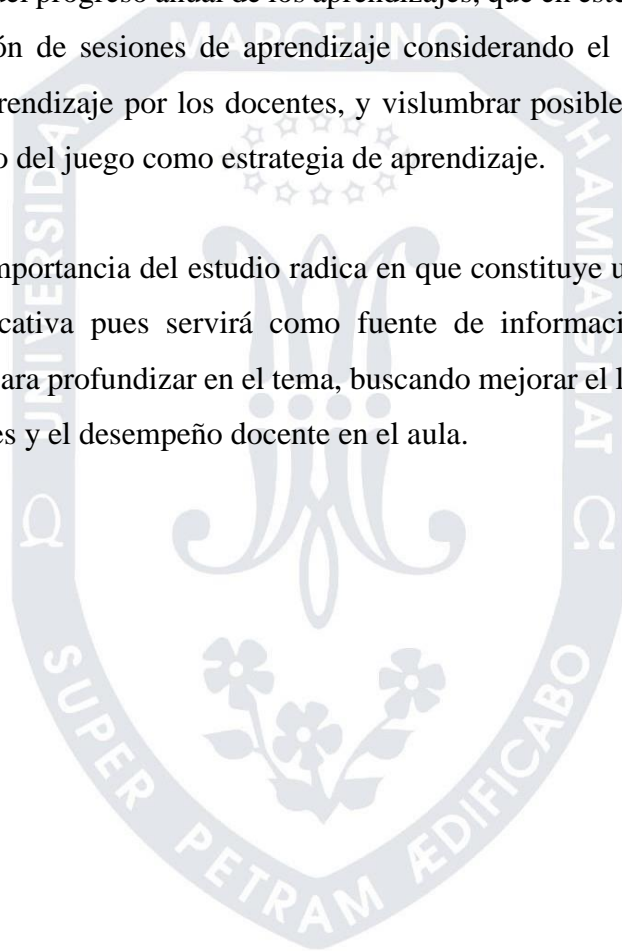 el progreso anual de los aprendizajes, que en este
ón de sesiones de aprendizaje considerando el
rendizaje por los docentes, y vislumbrar posible
o del juego como estrategia de aprendizaje.
mportancia del estudio radica en que constituye u
cativa pues servirá como fuente de informaci
ara profundizar en el tema, buscando mejorar el l
es y el desempeño docente en el aula.
UNIVERSIDAD
MARCELINO
CHAMPAGNAT
Ω Ω
SUPER PETRAM ÆDIFICABO